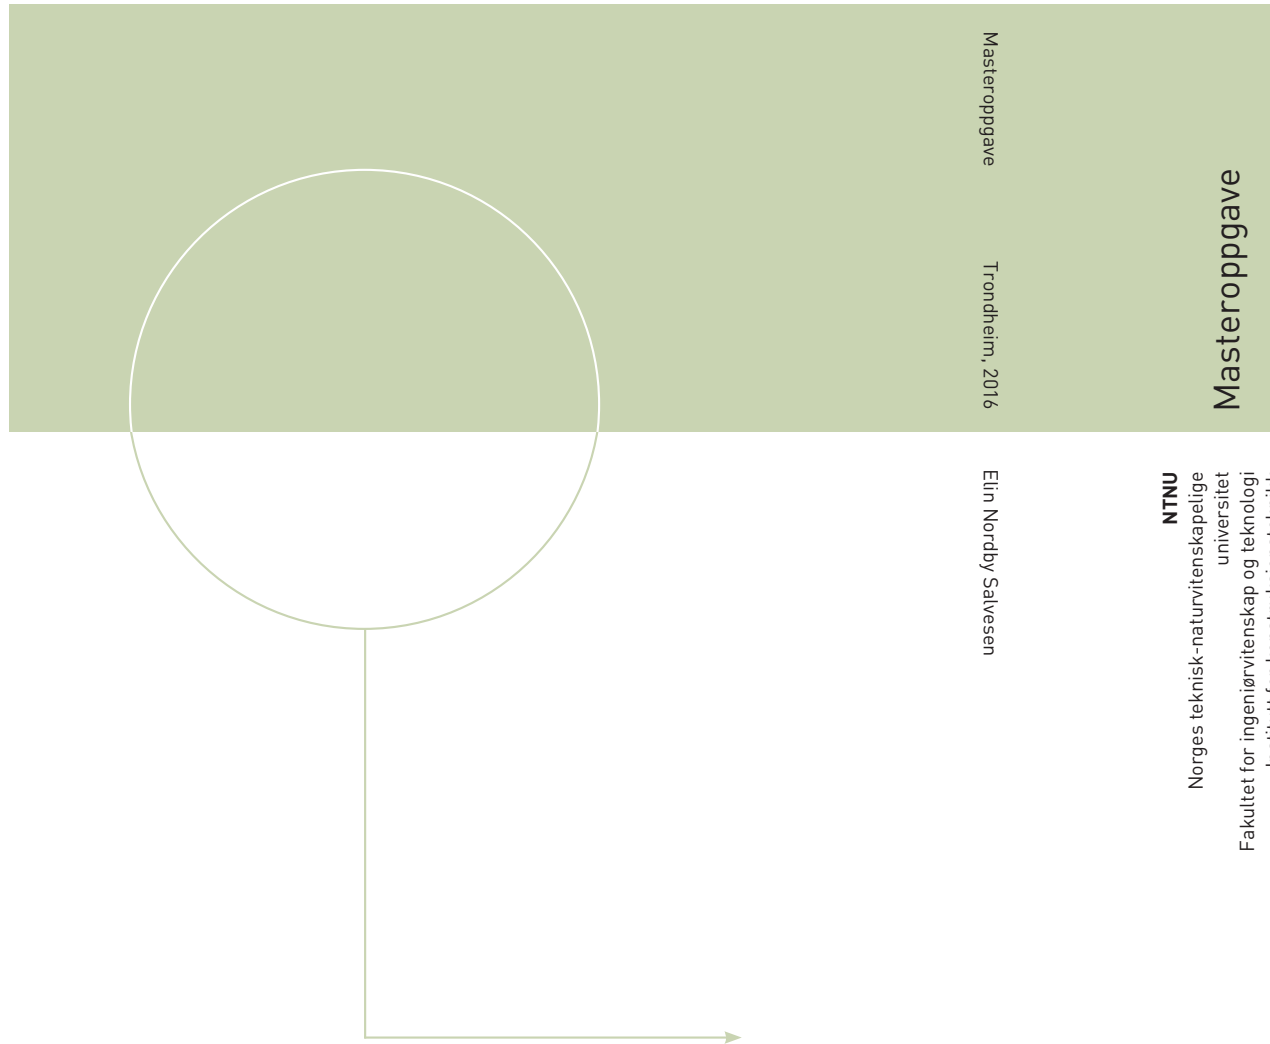 Masteroppgave
Trondheim, 2016
Elin Nordby Salvesen
Masteroppgave
NTNU
Norges teknisk-naturvitenskapelige
universitet
Fakultet for ingeniørvitenskap og teknologi